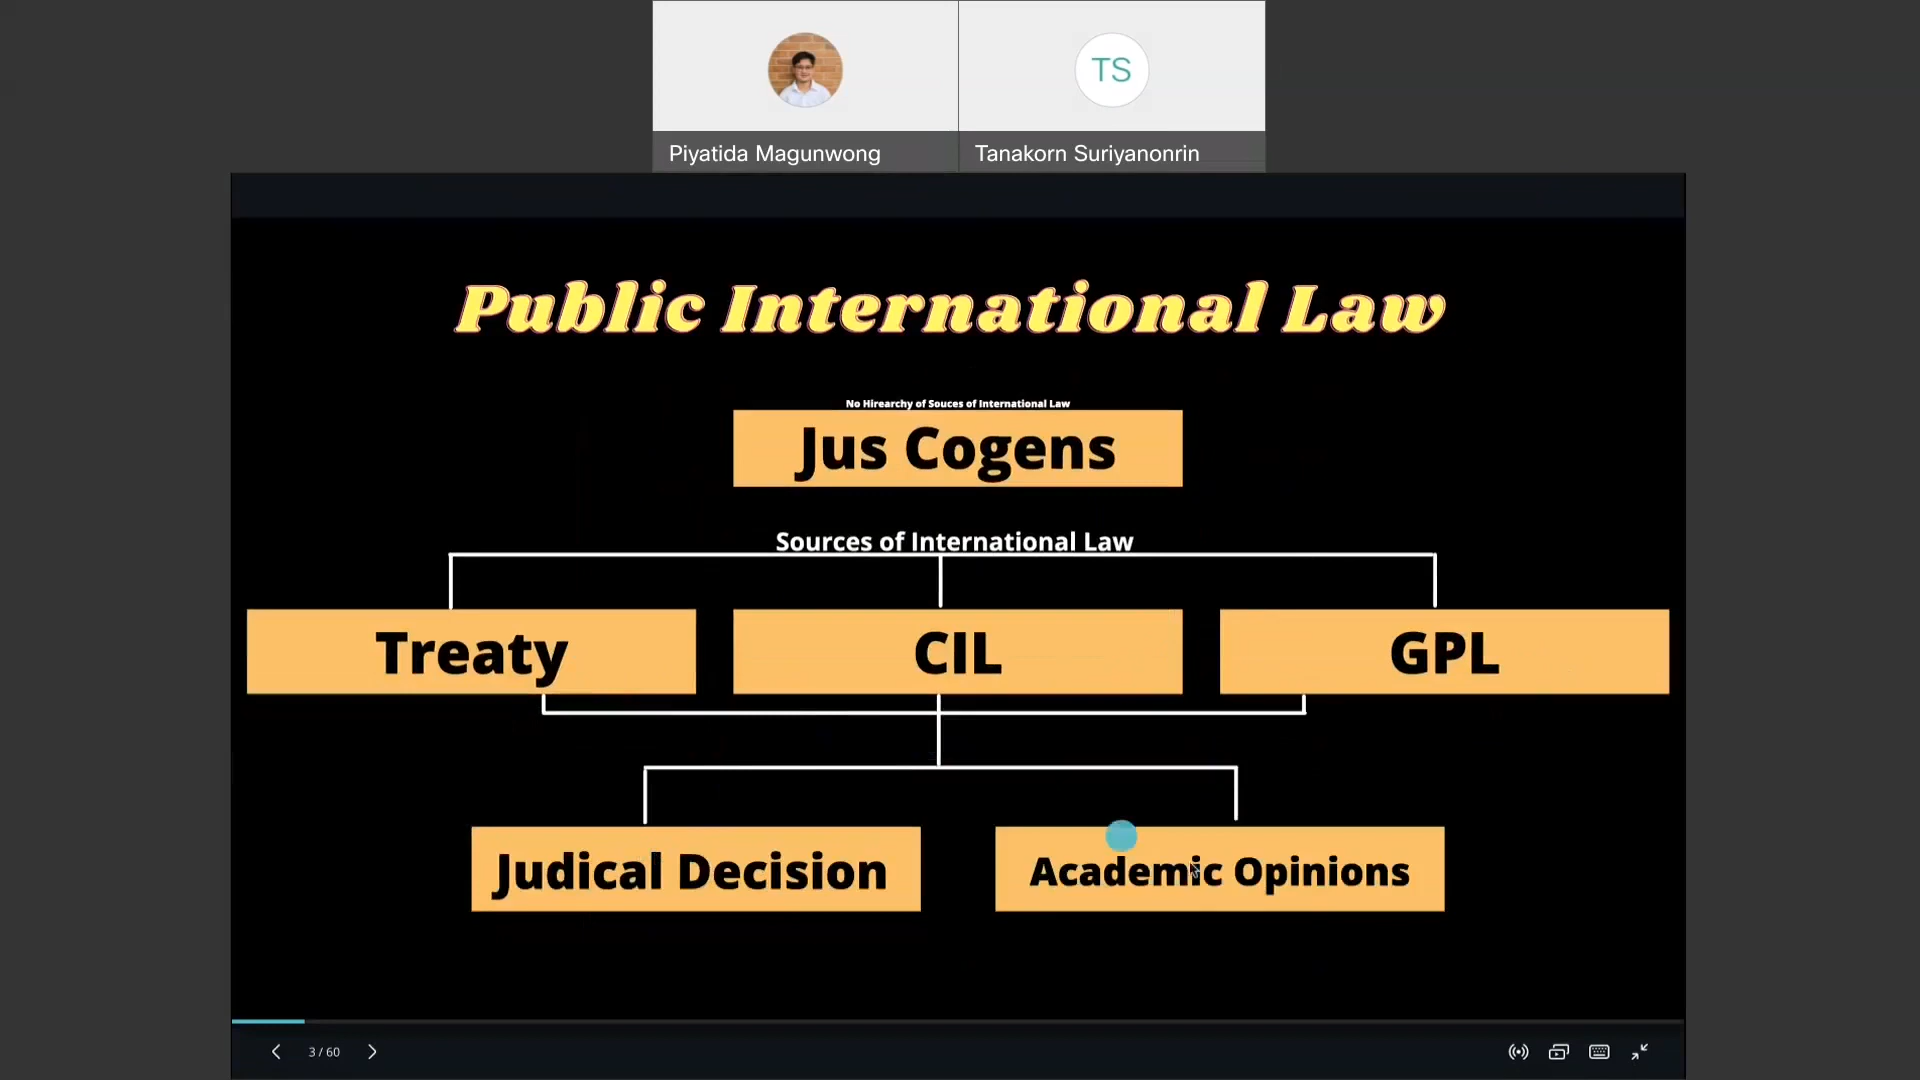 TS
Piyatida Magunwong
Tanakorn Suriyanonrin
Public International Law
No Hirearchy of Souces of International Law
Jus Cogens
Sources of International Law
Treaty
CIL
GPL
Judical Decision
Academic Opinions
3 / 60